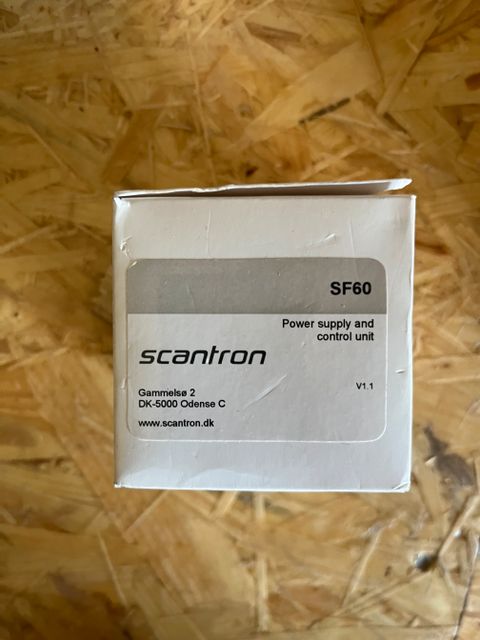 SF60
Power supply and
control unit
scantron
V1.1
Gammelsø 2
DK-5000 Odense C
www.scantron.dk